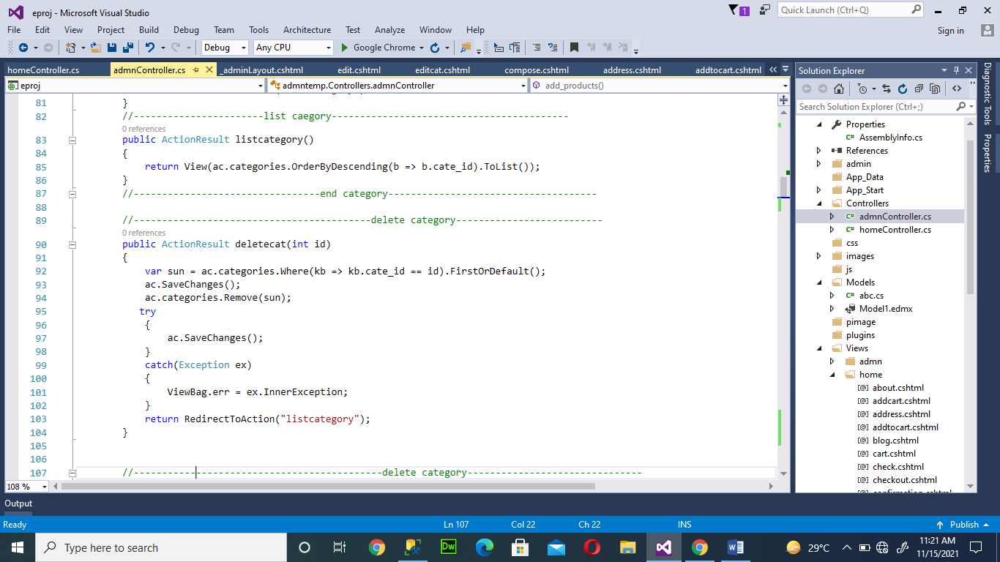 eproj - Microsoft Visual Studio
1
Quick Launch (Ctrl+Q)
File Edit View Project Build Debug Team Tools Architecture Test Analyze Window Help
Sign in
Debug Any CPU Google Chrome
homeController.cs admnController.cs _adminLayout.cshtml edit.cshtml editcat.cshtml compose.cshtml address.cshtml addtocart.cshtml
eproj admntemp.Controllers.admnController add_products()
81 }
82 //-----------------------list caegory------------------------------------------
0 references
83 public ActionResult listcategory()
84 {
85 return View(ac.categories.OrderByDescending(b => b.cate_id).ToList());
86 }
87 //---------------------------------end category-------------------------------------
88
89 //------------------------------------------delete category--------------------------
0 references
90 public ActionResult deletecat(int id)
91 {
92 var sun = ac.categories.Where(kb => kb.cate_id == id).FirstOrDefault();
93 ac.SaveChanges();
94 ac.categories.Remove(sun);
95 try
96 {
97 ac.SaveChanges();
98 }
99 catch(Exception ex)
100 {
101 ViewBag.err = ex.InnerException;
102 }
103 return RedirectToAction("listcategory");
104 }
105
106
107 //--------------------------------------------delete category-------------------------------
108 %
Solution Explorer
Search Solution Explorer (Ctrl+;)
Properties
C# AssemblyInfo.cs
References
admin
App_Data
App_Start
Controllers
C# admnController.cs
C# homeController.cs
css
images
js
Models
C# abc.cs
Model1.edmx
pimage
plugins
Views
admn
home
[@] about.cshtml
[@] addcart.cshtml
[@] address.cshtml
[@] addtocart.cshtml
[@] blog.cshtml
[@] cart.cshtml
[@] check.cshtml
[@] checkout.cshtml
Diagnostic Tools
Properties
Output
Ready Ln 107 Col 22 Ch 22 INS Publish
Type here to search
Dw
W
29°C
11:21 AM
11/15/2021